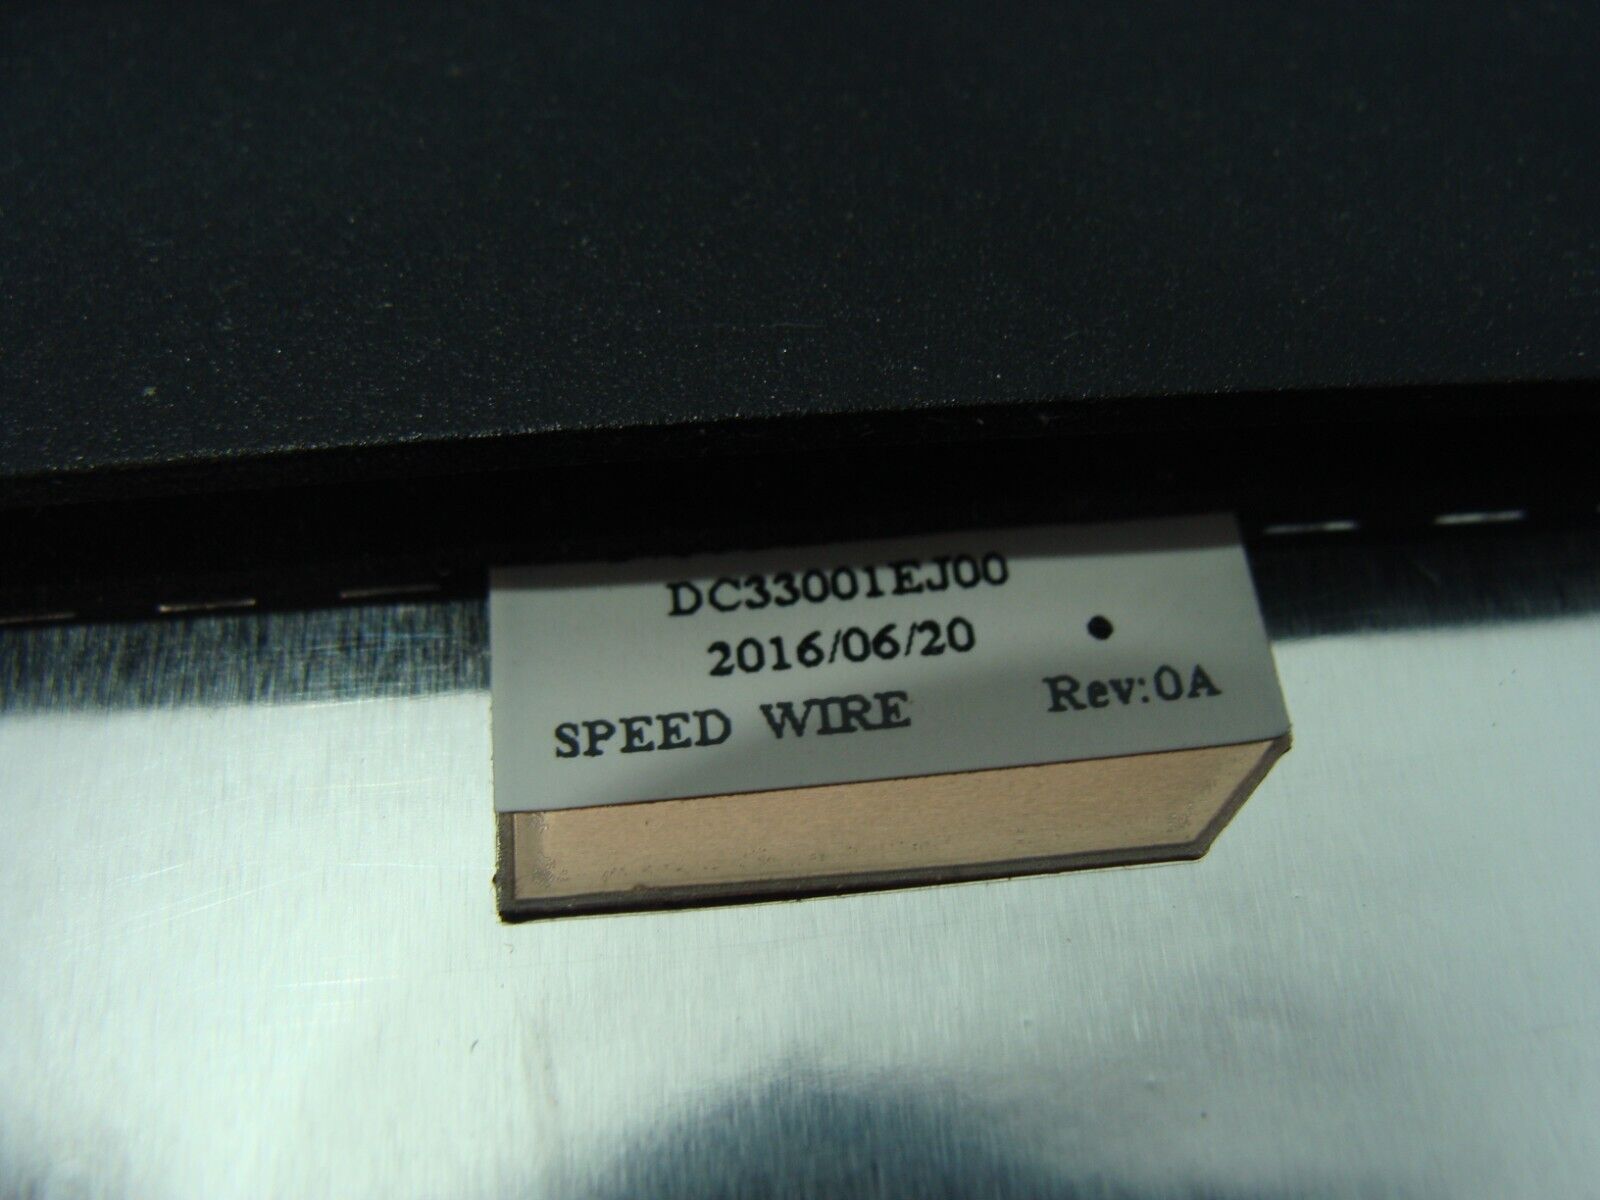 DC33001EJ00
2016/06/20
SPEED WIRE Rev:0A